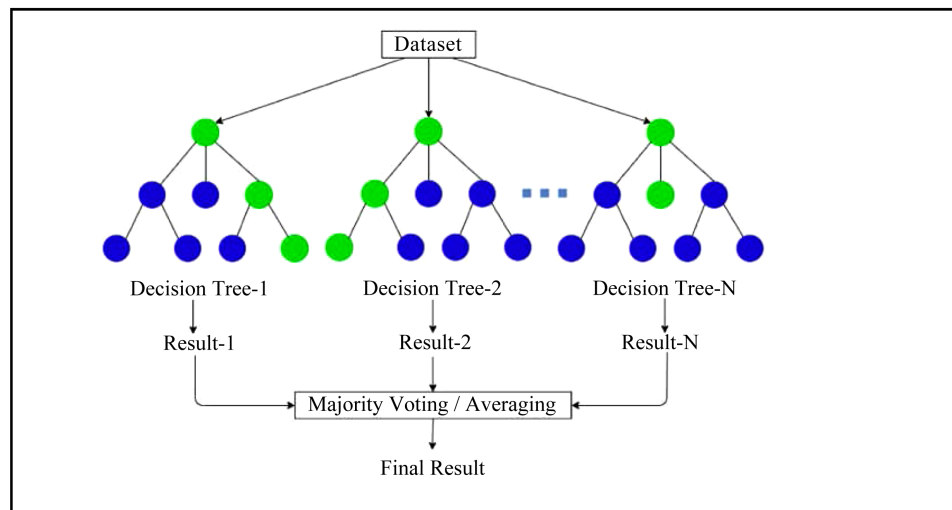 Dataset
Decision Tree-1
Decision Tree-2
Decision Tree-N
Result-1
Result-2
Result-N
Majority Voting / Averaging
Final Result